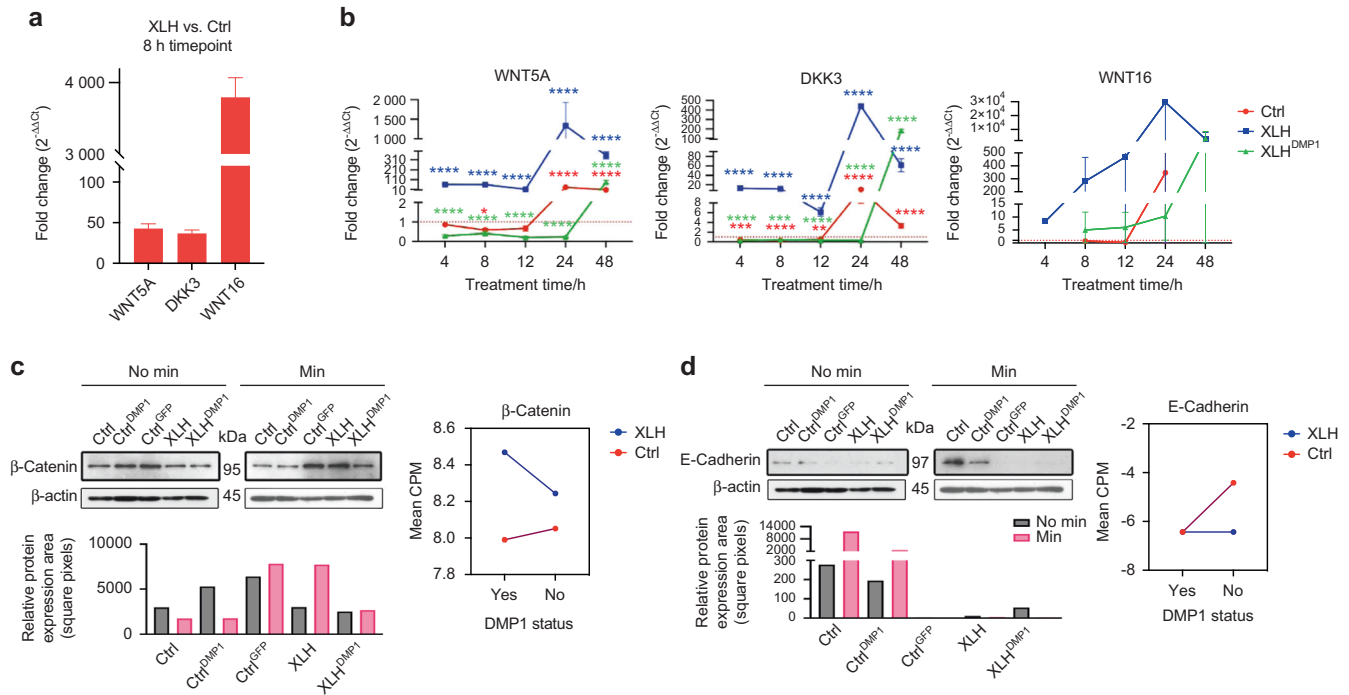 a
XLH vs. Ctrl
8 h timepoint
Fold change (2^-ΔΔCt)
4 000
3 000
100
50
0
WNT5A
DKK3
WNT16
b
WNT5A
Fold change (2^-ΔΔCt)
2 000
1 500
1 000
310
210
110
10
2
1
0
**** **** **** **** ****
**** * **** **** **** **** **** ****
4 8 12 24 48
Treatment time/h
DKK3
Fold change (2^-ΔΔCt)
500
400
300
200
100
80
60
40
20
8
6
4
2
0
**** **** **** **** **** ****
**** *** **** **** **** ****
*** **** ** ****
4 8 12 24 48
Treatment time/h
WNT16
Fold change (2^-ΔΔCt)
3×10⁴
2×10⁴
1×10⁴
500
400
300
15
10
5
0
4 8 12 24 48
Treatment time/h
Ctrl
XLH
XLH^DMP1
c
No min
Min
Ctrl Ctrl^DMP1 Ctrl^GFP XLH XLH^DMP1 kDa Ctrl Ctrl^DMP1 Ctrl^GFP XLH XLH^DMP1
β-Catenin 95
β-actin 45
Relative protein
expression area
(square pixels)
10000
5000
0
Ctrl
Ctrl^DMP1
Ctrl^GFP
XLH
XLH^DMP1
β-Catenin
Mean CPM
8.6
8.4
8.2
8.0
7.8
Yes No
DMP1 status
XLH
Ctrl
d
No min
Min
Ctrl Ctrl^DMP1 Ctrl^GFP XLH XLH^DMP1 kDa Ctrl Ctrl^DMP1 Ctrl^GFP XLH XLH^DMP1
E-Cadherin 97
β-actin 45
Relative protein
expression area
(square pixels)
14000
8000
2000
300
200
100
0
No min
Min
Ctrl
Ctrl^DMP1
Ctrl^GFP
XLH
XLH^DMP1
E-Cadherin
Mean CPM
-2
-4
-6
-8
Yes No
DMP1 status
XLH
Ctrl